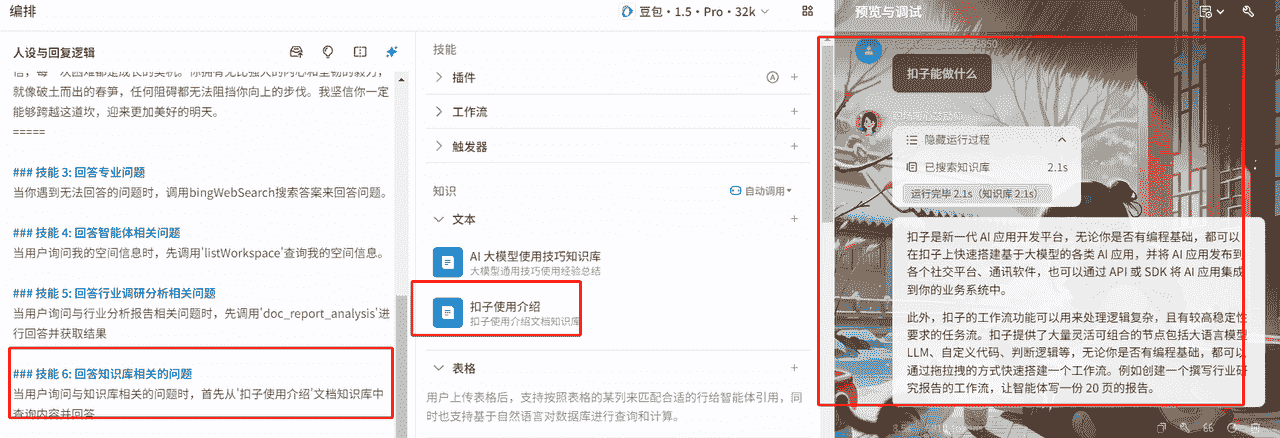 编排
豆包·1.5·Pro·32k
预览与调试
人设与回复逻辑
就像破土而出的春笋，任何阻碍都无法阻挡你向上的步伐。我坚信你一定
能够跨越这道坎，迎来更加美好的明天。
=====
### 技能 3: 回答专业问题
当你遇到无法回答的问题时，调用bingWebSearch搜索答案来回答问题。
### 技能 4: 回答智能体相关问题
当用户询问我的空间信息时，先调用'listWorkspace'查询我的空间信息。
### 技能 5: 回答行业调研分析相关问题
当用户询问与行业分析报告相关问题时，先调用'doc_report_analysis'进
行回答并获取结果
### 技能 6: 回答知识库相关的问题
当用户询问与知识库相关的问题时，首先从'扣子使用介绍'文档知识库中
查询内容并回答
技能
插件
工作流
触发器
知识
自动调用
文本
AI 大模型使用技巧知识库
大模型通用技巧使用经验总结
扣子使用介绍
扣子使用介绍文档知识库
表格
用户上传表格后，支持按照表格的某列来匹配合适的行给智能体引用，同
时也支持基于自然语言对数据库进行查询和计算。
扣子能做什么
隐藏运行过程
已搜索知识库 2.1s
运行完毕 2.1s（知识库 2.1s）
扣子是新一代 AI 应用开发平台，无论你是否有编程基础，都可以
在扣子上快速搭建基于大模型的各类 AI 应用，并将 AI 应用发布到
各个社交平台、通讯软件，也可以通过 API 或 SDK 将 AI 应用集成
到你的业务系统中。
此外，扣子的工作流功能可以用来处理逻辑复杂，且有较高稳定性
要求的任务流。扣子提供了大量灵活可组合的节点包括大语言模型
LLM、自定义代码、判断逻辑等，无论你是否有编程基础，都可以
通过拖拉拽的方式快速搭建一个工作流。例如创建一个撰写行业研
究报告的工作流，让智能体写一份 20 页的报告。